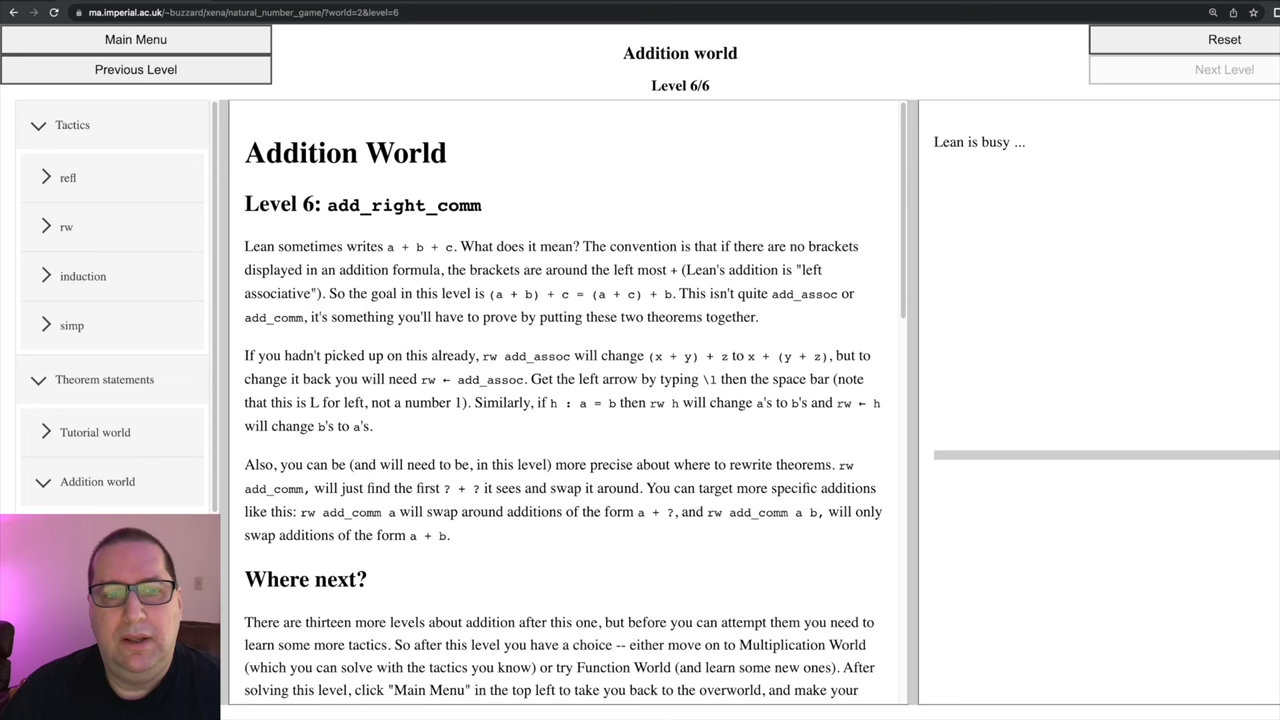 ma.imperial.ac.uk/~buzzard/xena/natural_number_game/?world=2&level=6
Main Menu
Previous Level
Addition world
Level 6/6
Reset
Next Level
Tactics
refl
rw
induction
simp
Theorem statements
Tutorial world
Addition world
Addition World
Level 6: add_right_comm
Lean sometimes writes a + b + c. What does it mean? The convention is that if there are no brackets
displayed in an addition formula, the brackets are around the left most + (Lean's addition is "left
associative"). So the goal in this level is (a + b) + c = (a + c) + b. This isn't quite add_assoc or
add_comm, it's something you'll have to prove by putting these two theorems together.
If you hadn't picked up on this already, rw add_assoc will change (x + y) + z to x + (y + z), but to
change it back you will need rw ← add_assoc. Get the left arrow by typing \l then the space bar (note
that this is L for left, not a number 1). Similarly, if h : a = b then rw h will change a's to b's and rw ← h
will change b's to a's.
Also, you can be (and will need to be, in this level) more precise about where to rewrite theorems. rw
add_comm, will just find the first ? + ? it sees and swap it around. You can target more specific additions
like this: rw add_comm a will swap around additions of the form a + ?, and rw add_comm a b, will only
swap additions of the form a + b.
Where next?
There are thirteen more levels about addition after this one, but before you can attempt them you need to
learn some more tactics. So after this level you have a choice -- either move on to Multiplication World
(which you can solve with the tactics you know) or try Function World (and learn some new ones). After
solving this level, click "Main Menu" in the top left to take you back to the overworld, and make your
Lean is busy ...